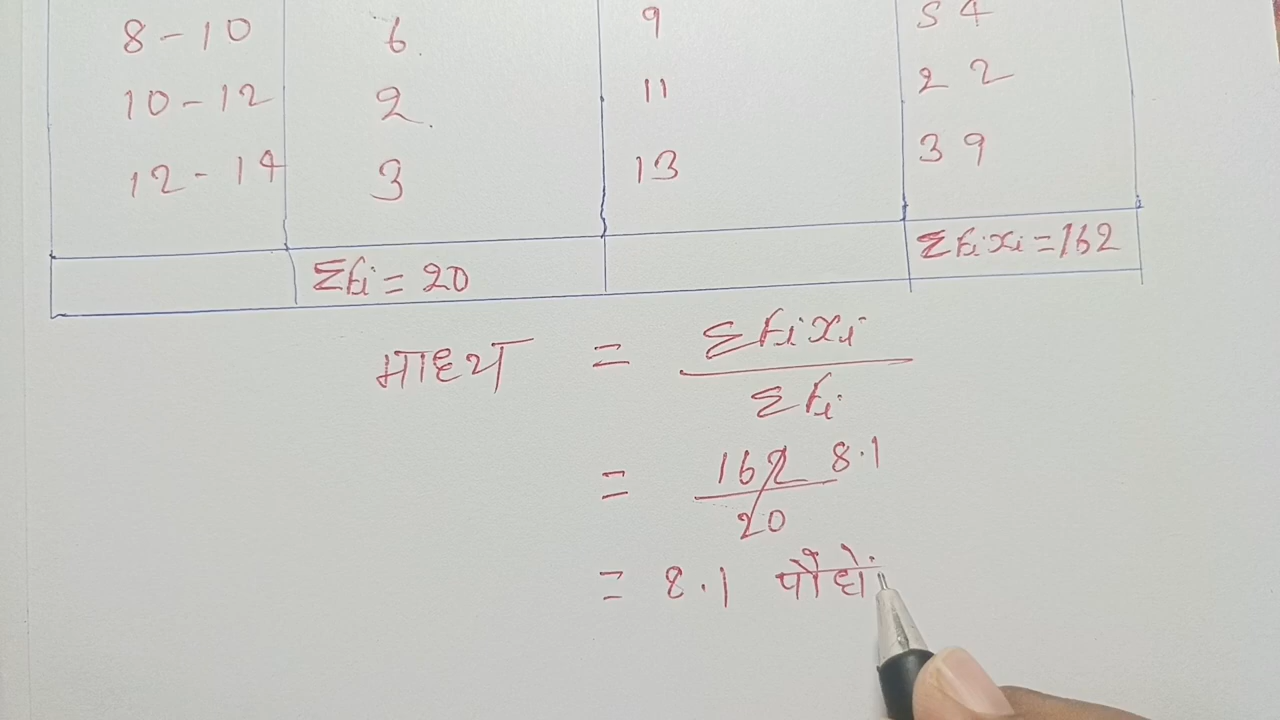 8-10 6 9 54
10-12 2 11 22
12-14 3 13 39
Σfi = 20 Σfixi = 162
माध्य = Σfixi
Σfi
= 162 8.1
20
= 8.1 पौधें